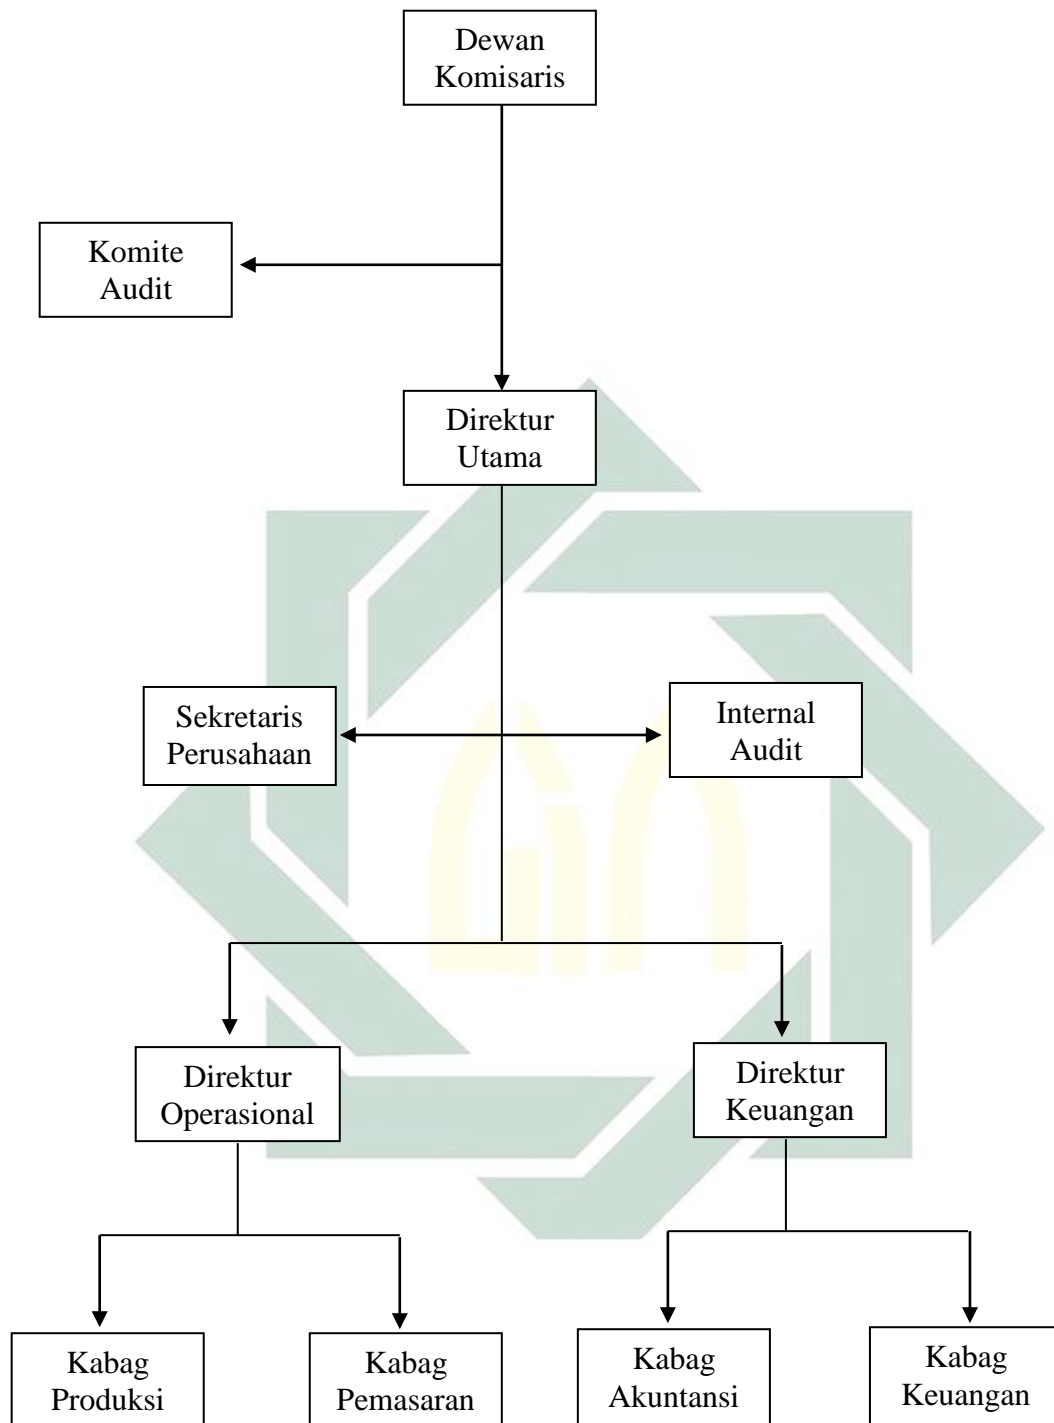 Dewan
Komisaris
Komite
Audit
Direktur
Utama
Sekretaris
Perusahaan
Internal
Audit
Direktur
Operasional
Direktur
Keuangan
Kabag
Produksi
Kabag
Pemasaran
Kabag
Akuntansi
Kabag
Keuangan